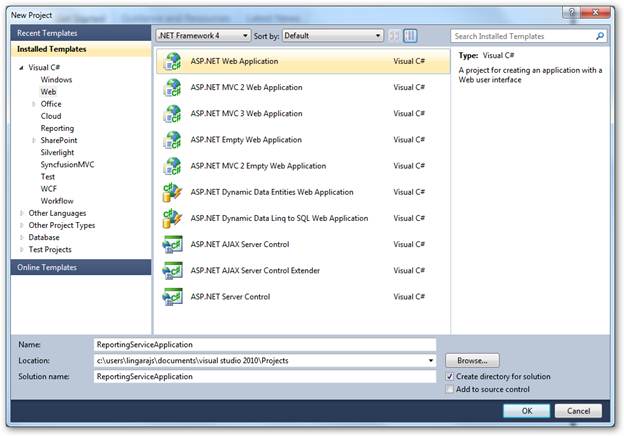 New Project
Recent Templates
Installed Templates
Visual C#
Windows
Web
Office
Cloud
Reporting
SharePoint
Silverlight
SyncfusionMVC
Test
WCF
Workflow
Other Languages
Other Project Types
Database
Test Projects
Online Templates
.NET Framework 4 Sort by: Default
ASP.NET Web Application Visual C#
ASP.NET MVC 2 Web Application Visual C#
ASP.NET MVC 3 Web Application Visual C#
ASP.NET Empty Web Application Visual C#
ASP.NET MVC 2 Empty Web Application Visual C#
ASP.NET Dynamic Data Entities Web Application Visual C#
ASP.NET Dynamic Data Linq to SQL Web Application Visual C#
ASP.NET AJAX Server Control Visual C#
ASP.NET AJAX Server Control Extender Visual C#
ASP.NET Server Control Visual C#
Search Installed Templates
Type: Visual C#
A project for creating an application with a
Web user interface
Name: ReportingServiceApplication
Location: c:\users\lingarajs\documents\visual studio 2010\Projects Browse...
Solution name: ReportingServiceApplication
Create directory for solution
Add to source control
OK Cancel